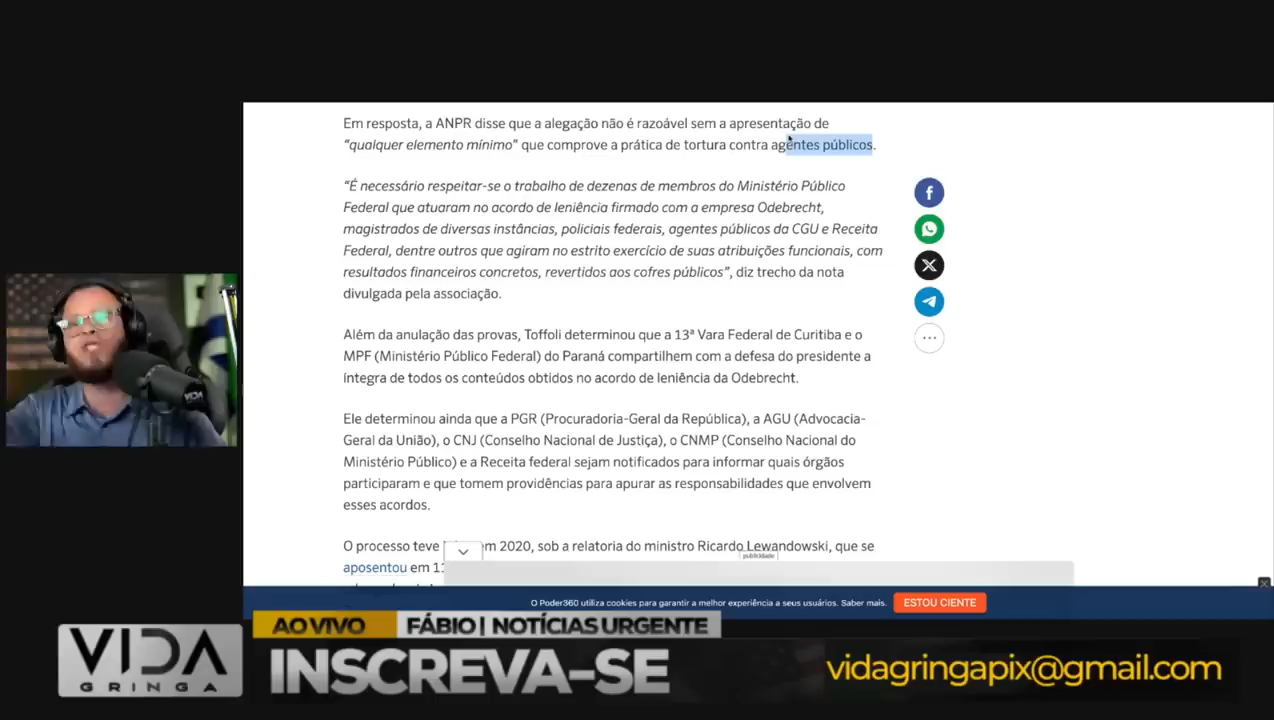 Em resposta, a ANPR disse que a alegação não é razoável sem a apresentação de
“qualquer elemento mínimo” que comprove a prática de tortura contra agentes públicos.
“É necessário respeitar-se o trabalho de dezenas de membros do Ministério Público
Federal que atuaram no acordo de leniência firmado com a empresa Odebrecht,
magistrados de diversas instâncias, policiais federais, agentes públicos da CGU e Receita
Federal, dentre outros que agiram no estrito exercício de suas atribuições funcionais, com
resultados financeiros concretos, revertidos aos cofres públicos”, diz trecho da nota
divulgada pela associação.
Além da anulação das provas, Toffoli determinou que a 13ª Vara Federal de Curitiba e o
MPF (Ministério Público Federal) do Paraná compartilhem com a defesa do presidente a
íntegra de todos os conteúdos obtidos no acordo de leniência da Odebrecht.
Ele determinou ainda que a PGR (Procuradoria-Geral da República), a AGU (Advocacia-
Geral da União), o CNJ (Conselho Nacional de Justiça), o CNMP (Conselho Nacional do
Ministério Público) e a Receita federal sejam notificados para informar quais órgãos
participaram e que tomem providências para apurar as responsabilidades que envolvem
esses acordos.
O processo teve em 2020, sob a relatoria do ministro Ricardo Lewandowski, que se
publicidade
aposentou em 11
O Poder360 utiliza cookies para garantir a melhor experiência a seus usuários. Saber mais.
ESTOU CIENTE
AO VIVO
FÁBIO | NOTÍCIAS URGENTE
VIDA
GRINGA
INSCREVA-SE
vidagringapix@gmail.com
VIDA